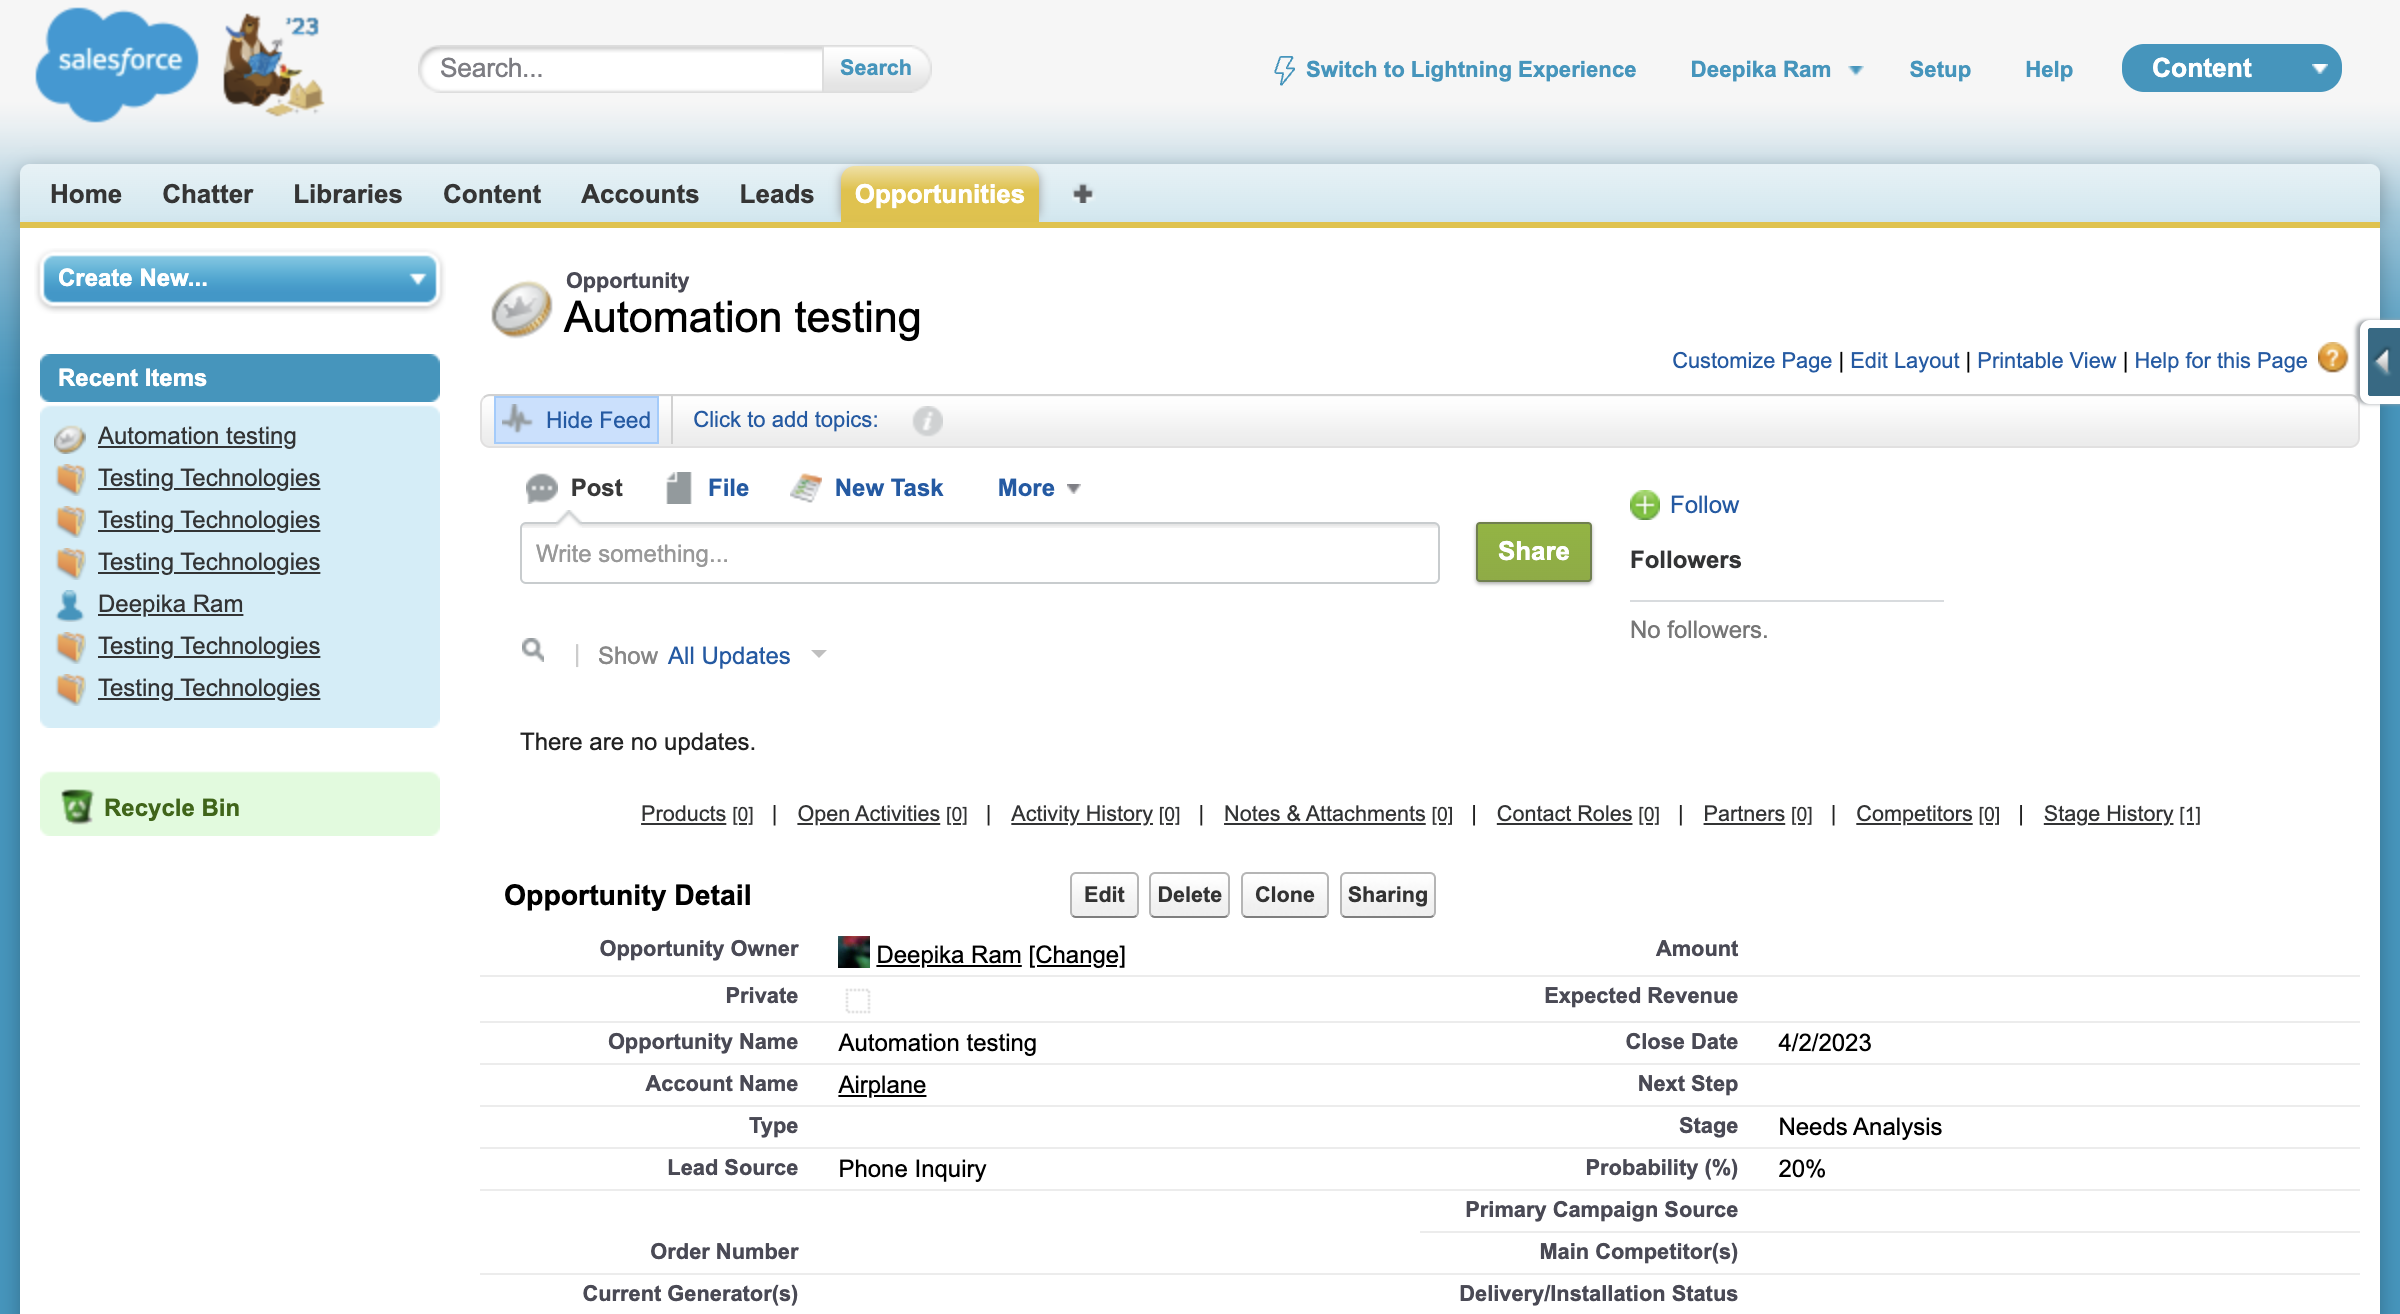 salesforce
'23
Search...
Search
Switch to Lightning Experience
Deepika Ram
Setup
Help
Content
Home
Chatter
Libraries
Content
Accounts
Leads
Opportunities
Create New...
Recent Items
Automation testing
Testing Technologies
Testing Technologies
Testing Technologies
Deepika Ram
Testing Technologies
Testing Technologies
Recycle Bin
Opportunity
Automation testing
Customize Page | Edit Layout | Printable View | Help for this Page ?
Hide Feed
Click to add topics:
i
Post
File
New Task
More
Write something...
Share
Follow
Followers
No followers.
| Show All Updates
There are no updates.
Products [0] | Open Activities [0] | Activity History [0] | Notes & Attachments [0] | Contact Roles [0] | Partners [0] | Competitors [0] | Stage History [1]
Opportunity Detail
Edit
Delete
Clone
Sharing
Opportunity Owner Deepika Ram [Change]
Amount
Private
Expected Revenue
Opportunity Name Automation testing
Close Date 4/2/2023
Account Name Airplane
Next Step
Type
Stage Needs Analysis
Lead Source Phone Inquiry
Probability (%) 20%
Primary Campaign Source
Order Number
Main Competitor(s)
Current Generator(s)
Delivery/Installation Status